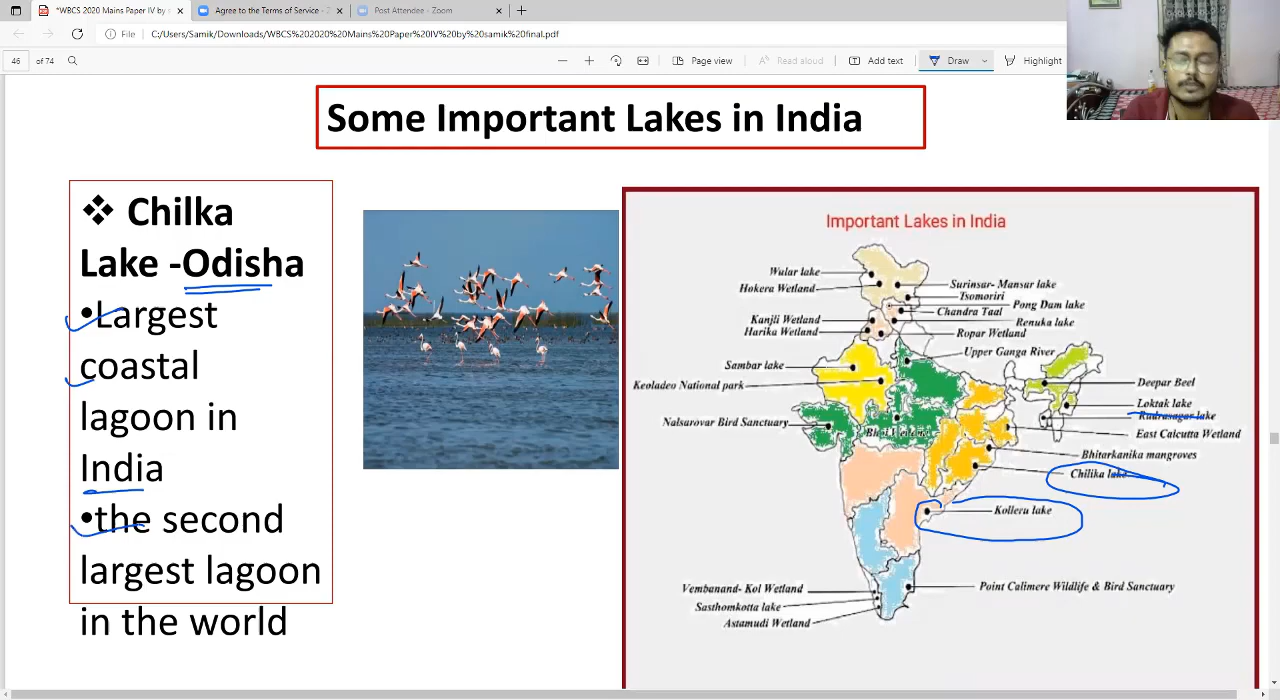 *WBCS 2020 Mains Paper IV by s
Agree to the Terms of Service - Z
Post Attendee - Zoom
File
C:/Users/Samik/Downloads/WBCS%202020%20Mains%20Paper%20IV%20by%20samik%20final.pdf
46 of 74
Page view
Read aloud
Add text
Draw
Highlight
Some Important Lakes in India
❖ Chilka
Lake -Odisha
•Largest
coastal
lagoon in
India
•the second
largest lagoon
in the world
Important Lakes in India
Wular lake
Hokera Wetland
Surinsar- Mansur lake
Tsomoriri
Pong Dam lake
Chandra Taal
Renuka lake
Kanjli Wetland
Harika Wetland
Ropar Wetland
Upper Ganga River
Sambar lake
Keoladeo National park
Nalsarovar Bird Sanctuary
Deepar Beel
Loktak lake
Rudrasagar lake
East Calcutta Wetland
Bhitarkanika mangroves
Chilika lake
Kolleru lake
Vembanand- Kol Wetland
Sasthomkotta lake
Astamudi Wetland
Point Calimere Wildlife & Bird Sanctuary